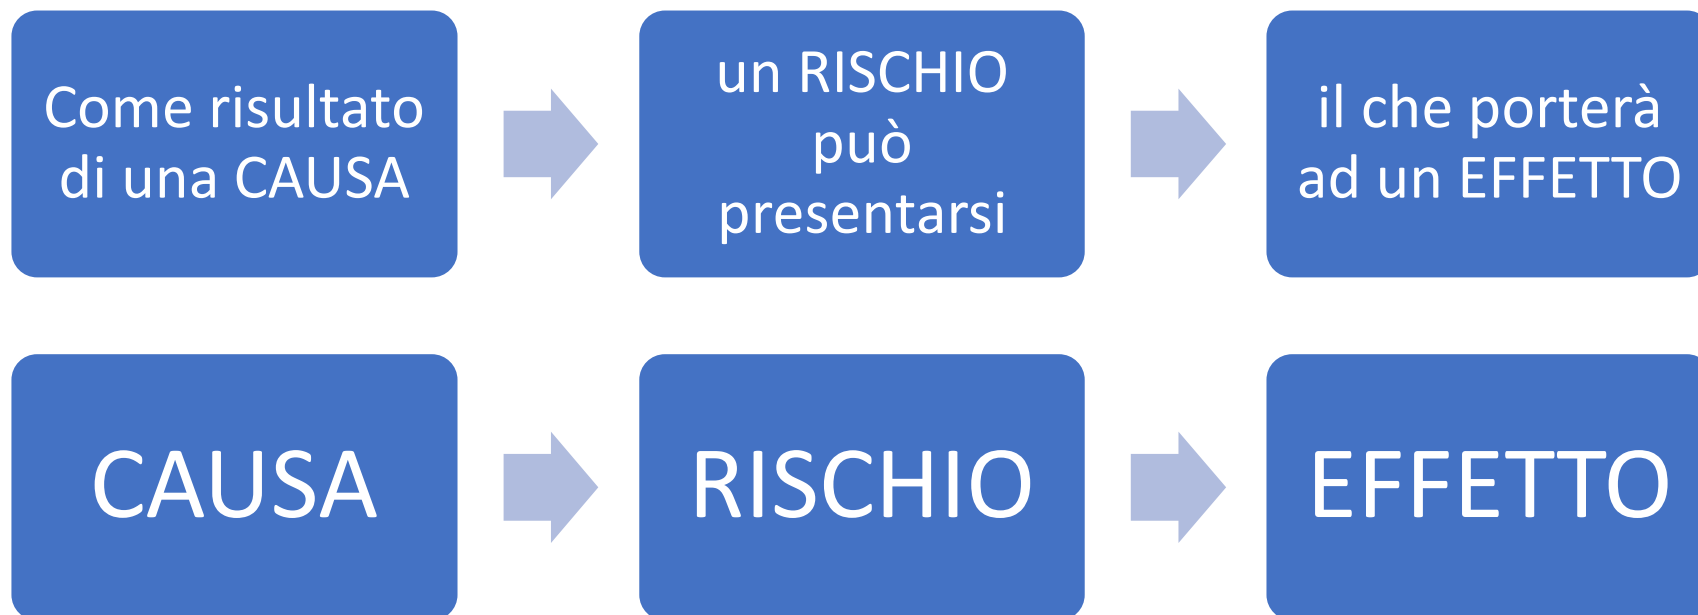 Come risultato
di una CAUSA
un RISCHIO
può
presentarsi
il che porterà
ad un EFFETTO
CAUSA
RISCHIO
EFFETTO